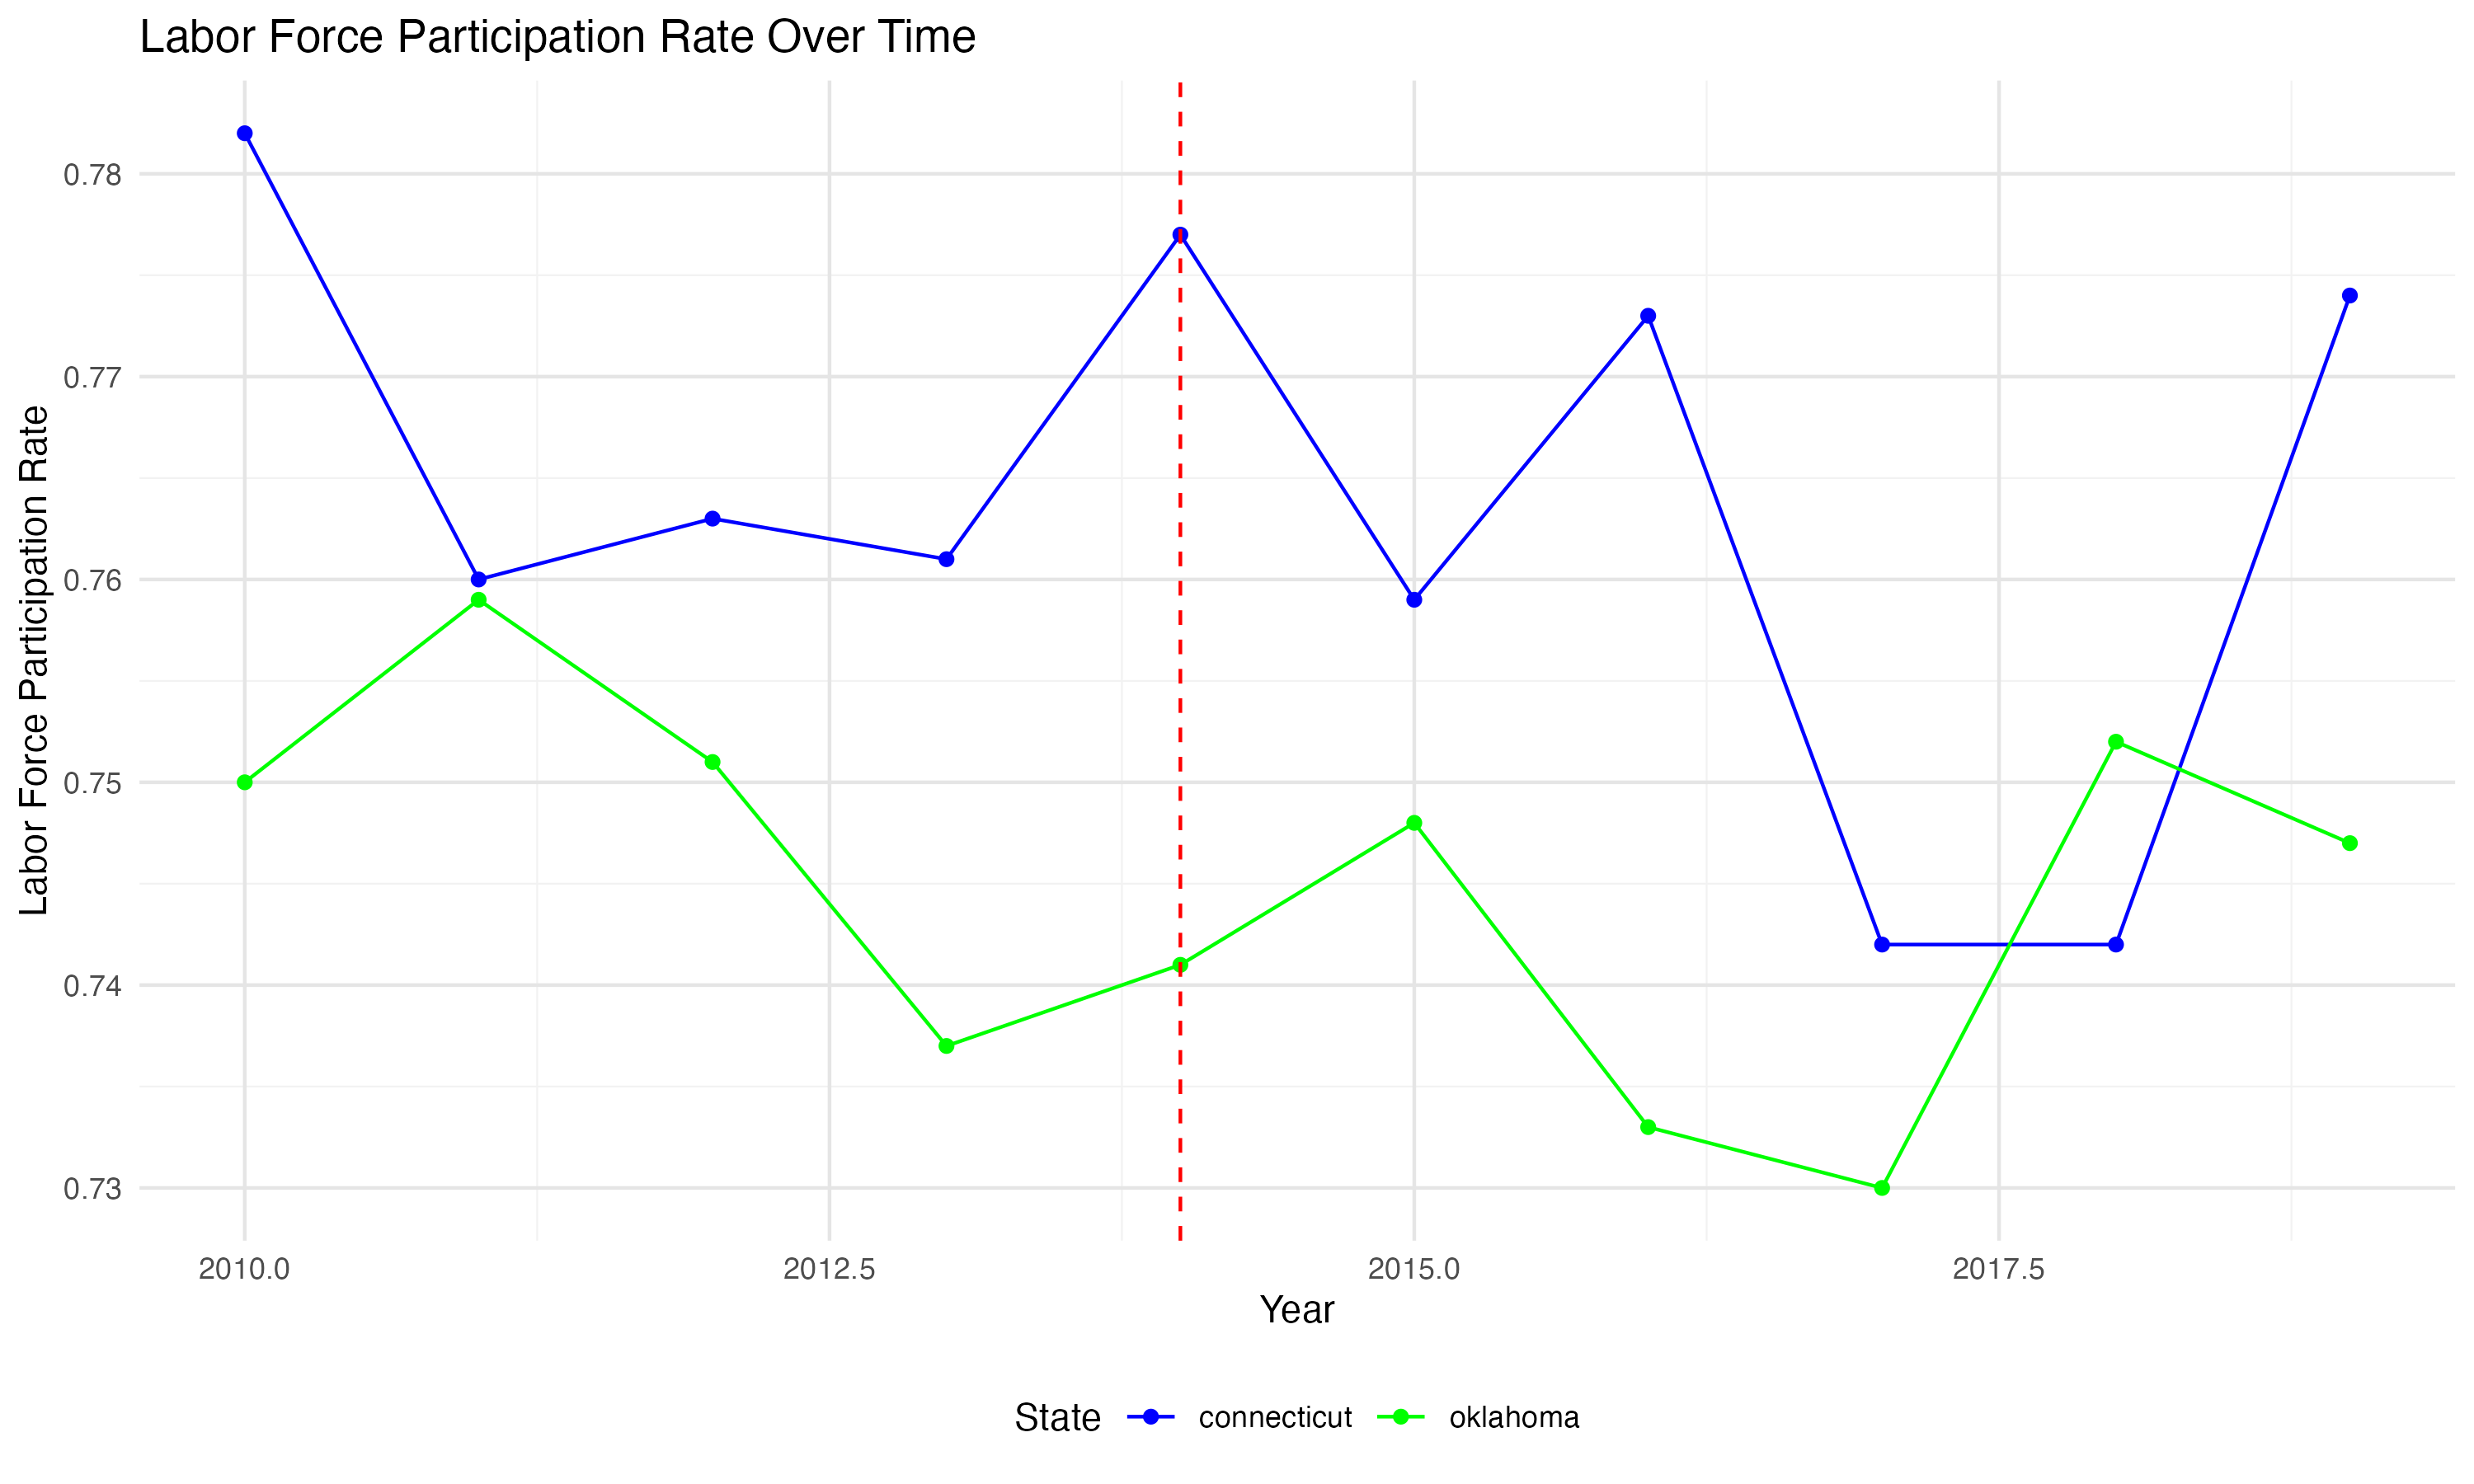 Labor Force Participation Rate Over Time
Labor Force Participation Rate
0.78
0.77
0.76
0.75
0.74
0.73
2010.0 2012.5 2015.0 2017.5
Year
State connecticut oklahoma